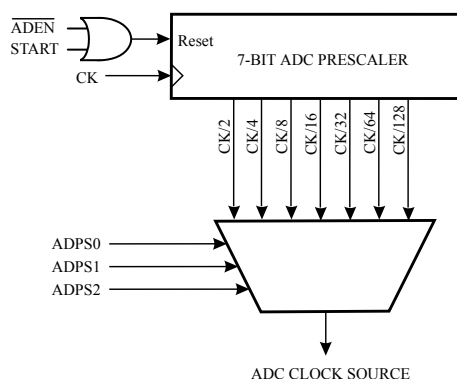 ADEN
START
Reset
CK
7-BIT ADC PRESCALER
CK/2
CK/4
CK/8
CK/16
CK/32
CK/64
CK/128
ADPS0
ADPS1
ADPS2
ADC CLOCK SOURCE